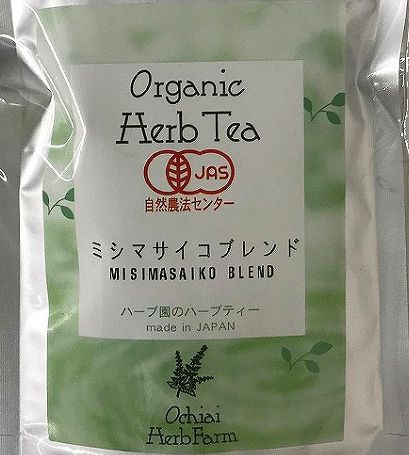 Organic
Herb Tea
JAS
自然農法センター
ミシマサイコブレンド
MISIMASAIKO BLEND
ハーブ園のハーブティー
made in JAPAN
Ochiai
HerbFarm